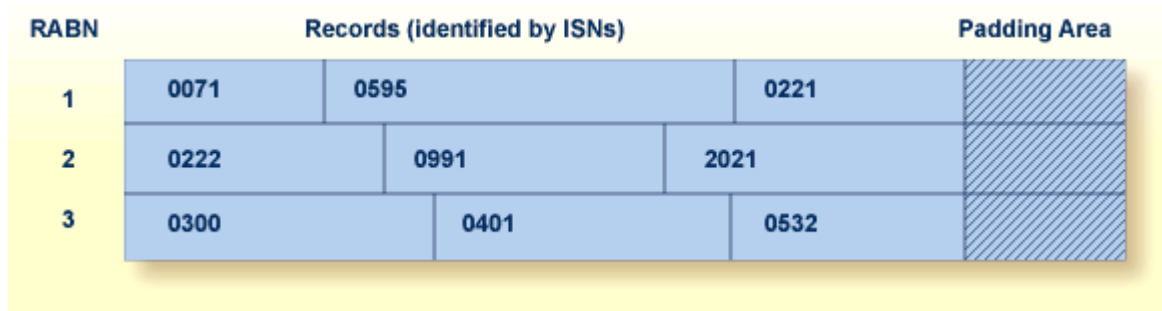 RABN Records (identified by ISNs) Padding Area
1 0071 0595 0221
2 0222 0991 2021
3 0300 0401 0532